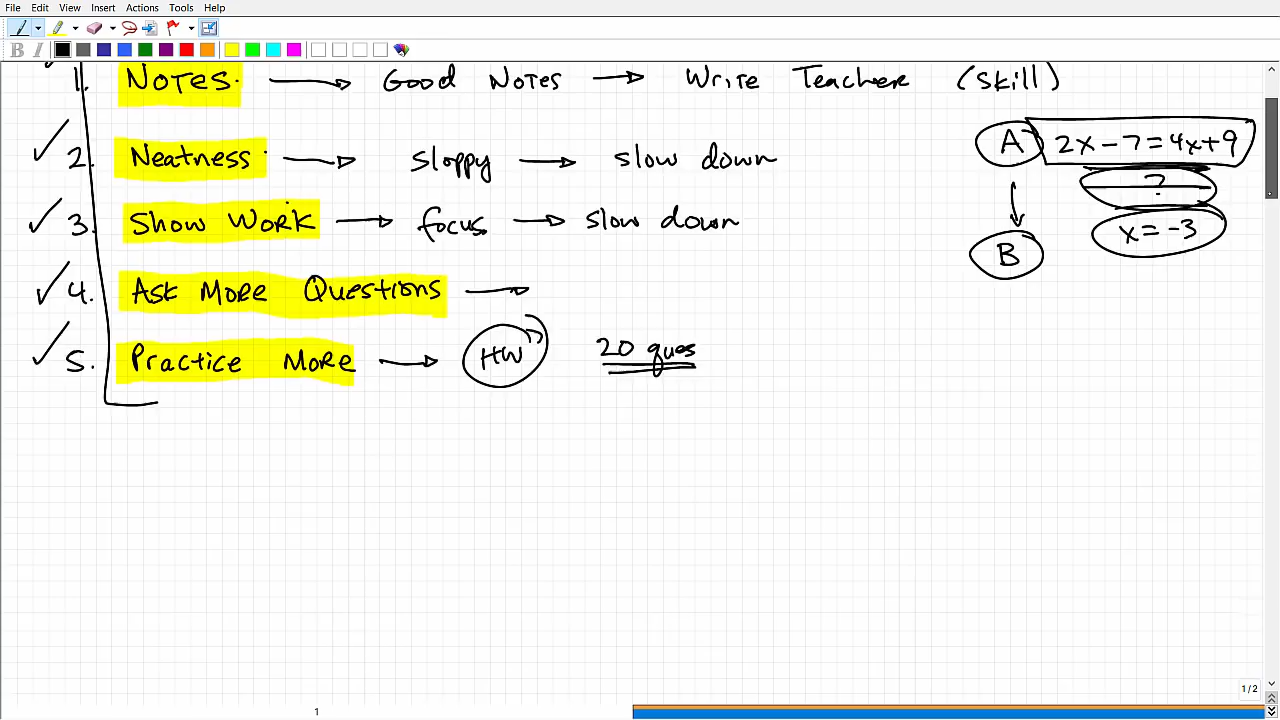 File Edit View Insert Actions Tools Help
B I
1. NOTES. → Good Notes → Write Teacher (skill)
2. Neatness → sloppy → slow down
3. Show Work → focus → slow down
4. Ask More Questions →
5. Practice More → HW 20 ques
A 2x - 7 = 4x + 9
?
x = -3
B
1/2
1